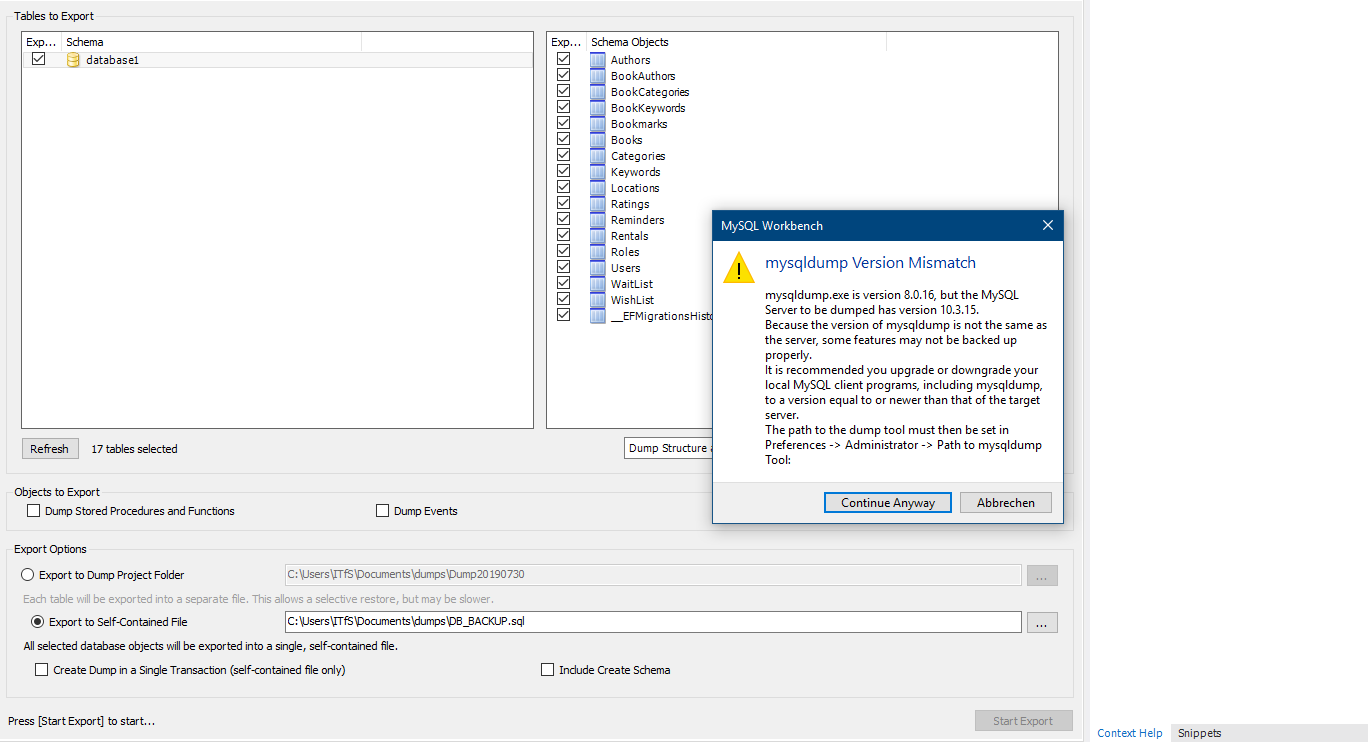 Tables to Export
Exp... Schema
database1
Exp... Schema Objects
Authors
BookAuthors
BookCategories
BookKeywords
Bookmarks
Books
Categories
Keywords
Locations
Ratings
Reminders
Rentals
Roles
Users
WaitList
WishList
__EFMigrationsHisto
Refresh 17 tables selected
Dump Structure a
MySQL Workbench
mysqldump Version Mismatch
mysqldump.exe is version 8.0.16, but the MySQL
Server to be dumped has version 10.3.15.
Because the version of mysqldump is not the same as
the server, some features may not be backed up
properly.
It is recommended you upgrade or downgrade your
local MySQL client programs, including mysqldump,
to a version equal to or newer than that of the target
server.
The path to the dump tool must then be set in
Preferences -> Administrator -> Path to mysqldump
Tool:
Continue Anyway Abbrechen
Objects to Export
Dump Stored Procedures and Functions Dump Events
Export Options
Export to Dump Project Folder C:\Users\ITfS\Documents\dumps\Dump20190730 ...
Each table will be exported into a separate file. This allows a selective restore, but may be slower.
Export to Self-Contained File C:\Users\ITfS\Documents\dumps\DB_BACKUP.sql ...
All selected database objects will be exported into a single, self-contained file.
Create Dump in a Single Transaction (self-contained file only) Include Create Schema
Press [Start Export] to start... Start Export
Context Help Snippets